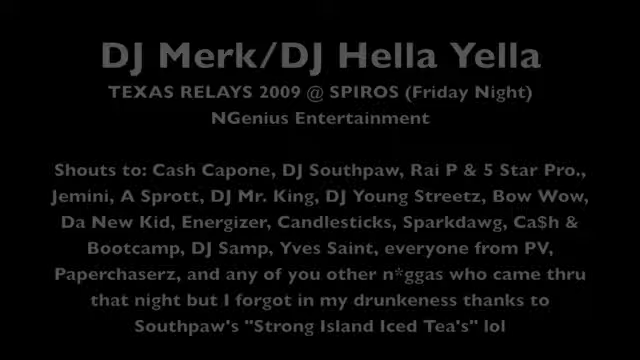 DJ Merk/DJ Hella Yella
TEXAS RELAYS 2009 @ SPIROS (Friday Night)
NGenius Entertainment
Shouts to: Cash Capone, DJ Southpaw, Rai P & 5 Star Pro.,
Jemini, A Sprott, DJ Mr. King, DJ Young Streetz, Bow Wow,
Da New Kid, Energizer, Candlesticks, Sparkdawg, Ca$h &
Bootcamp, DJ Samp, Yves Saint, everyone from PV,
Paperchaserz, and any of you other n*ggas who came thru
that night but I forgot in my drunkeness thanks to
Southpaw's "Strong Island Iced Tea's" lol